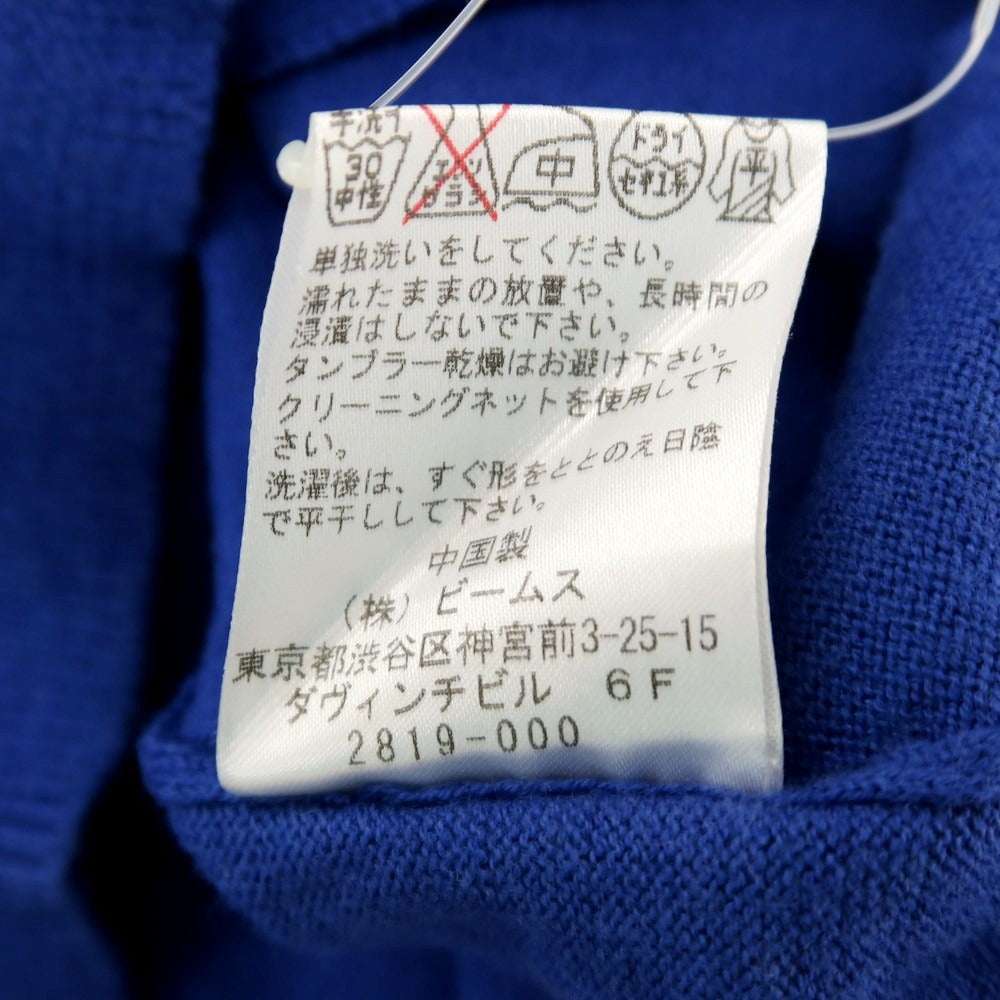 手洗イ
30
中性
エンソ
サラシ
中
ドライ
セキユ系
平
単独洗いをしてください。
濡れたままの放置や、長時間の
浸漬はしないで下さい。
タンブラー乾燥はお避け下さい。
クリーニングネットを使用して下
さい。
洗濯後は、すぐ形をととのえ日陰
で平干しして下さい。
中国製
（株）ビームス
東京都渋谷区神宮前3-25-15
ダヴィンチビル 6F
2819-000